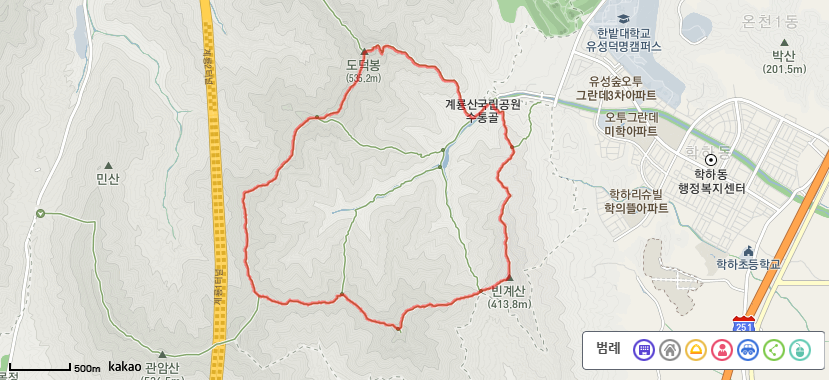 한밭대학교
유성덕명캠퍼스
온천1동
박산
(201.5m)
도덕봉
(535.2m)
유성숲오투
그란데3차아파트
계룡산국립공원
수통골
오투그란데
미학아파트
학하동
학하동
행정복지센터
민산
학하리슈빌
학의뜰아파트
학하초등학교
빈계산
(413.8m)
251
범례
관암산
500m
kakao